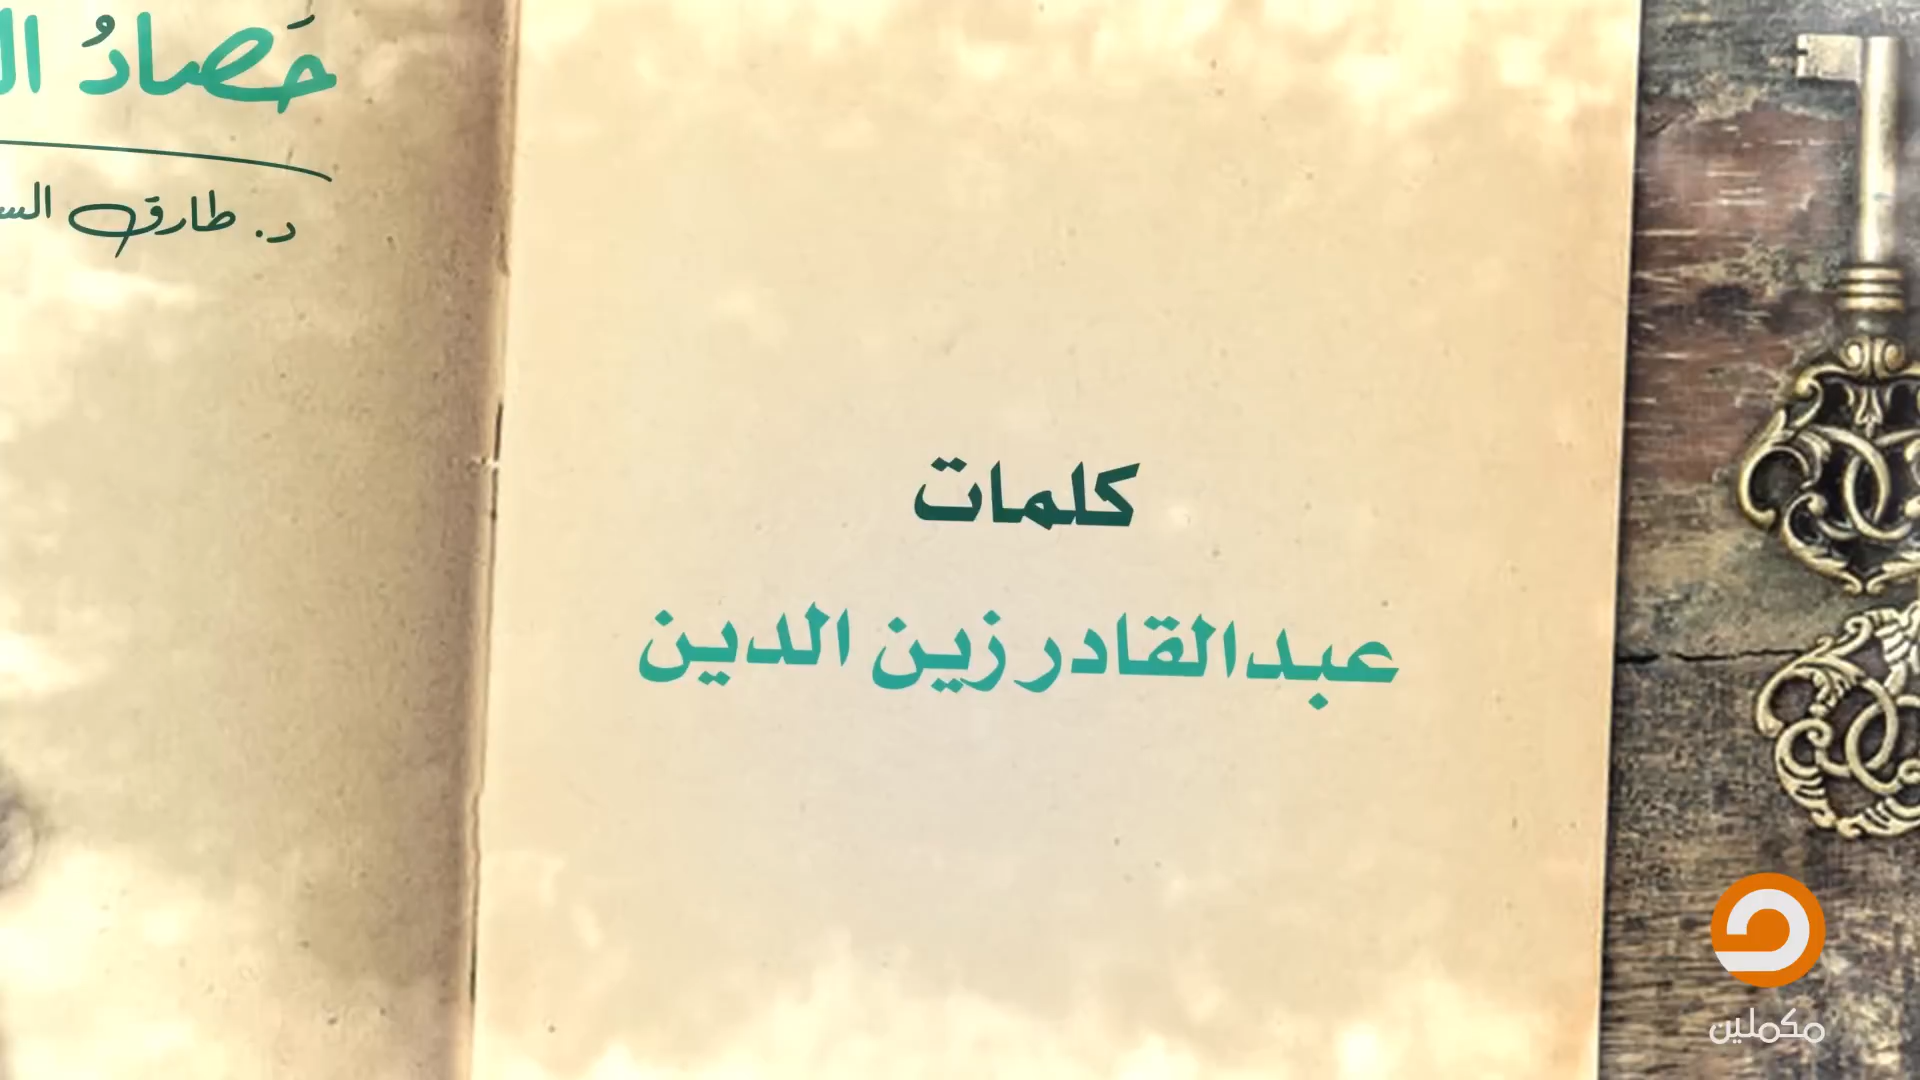 كلمات
عبدالقادر زين الدين
حَصادُ
د. طارق
مكملين